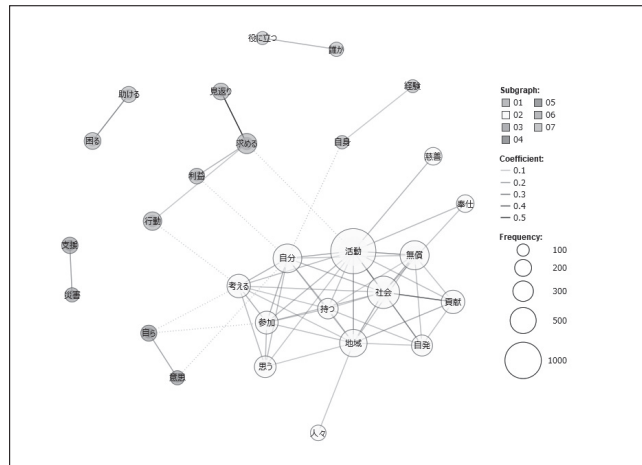 役に立つ
誰か
助ける
見返り
経験
困る
求める
自身
慈善
利益
奉仕
行動
支援
自分
活動
無償
災害
考える
社会
貢献
持つ
参加
自ら
地域
自発
思う
意思
人々
Subgraph:
01 05
02 06
03 07
04
Coefficient:
0.1
0.2
0.3
0.4
0.5
Frequency:
100
200
300
500
1000